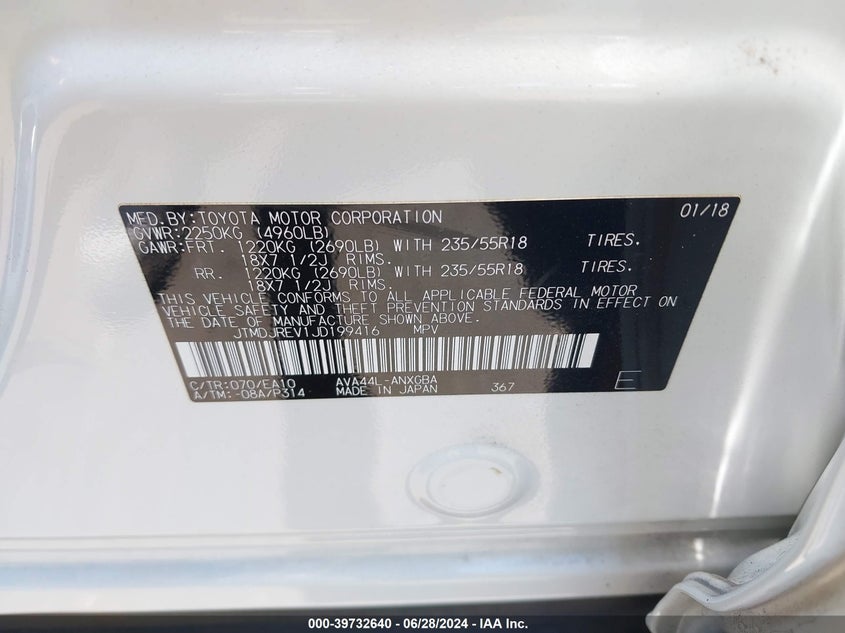 MFD.BY:TOYOTA MOTOR CORPORATION 01/18
GVWR:2250KG (4960LB)
GAWR:FRT. 1220KG (2690LB) WITH 235/55R18 TIRES.
18X7 1/2J RIMS.
RR. 1220KG (2690LB) WITH 235/55R18 TIRES.
18X7 1/2J RIMS.
THIS VEHICLE CONFORMS TO ALL APPLICABLE FEDERAL MOTOR
VEHICLE SAFETY AND THEFT PREVENTION STANDARDS IN EFFECT ON
THE DATE OF MANUFACTURE SHOWN ABOVE.
JTMDJREV1JD199416 MPV
C/TR:070/EA10 AVA44L-ANXGBA
A/TM:-08A/P314 MADE IN JAPAN 367 E
000-39732640 / 06/28/2024 - IAA Inc.